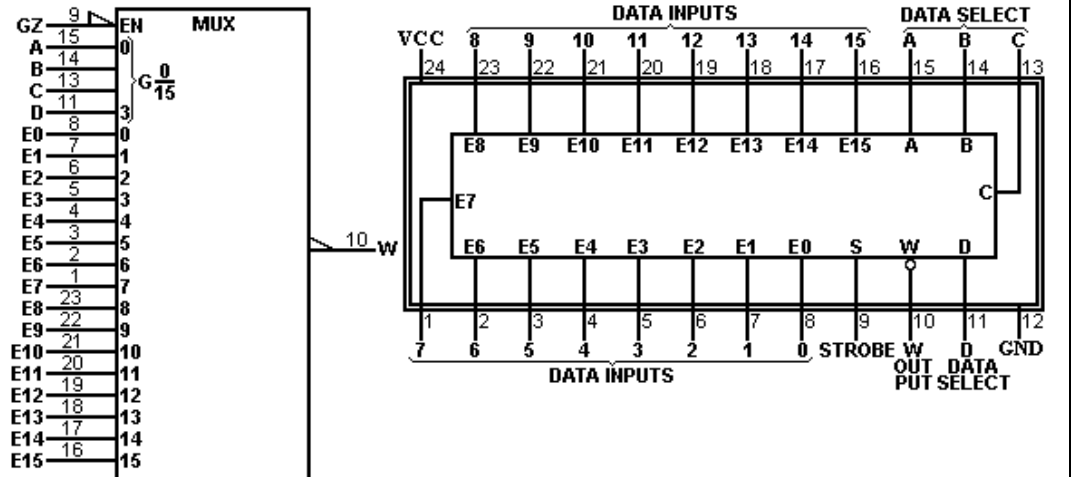 GZ 9 EN MUX
A 15 0
B 14
C 13 G 0/15
D 11 3
E0 8 0
E1 7 1
E2 6 2
E3 5 3
E4 4 4
E5 3 5
E6 2 6
E7 1 7
E8 23 8
E9 22 9
E10 21 10
E11 20 11
E12 19 12
E13 18 13
E14 17 14
E15 16 15
10 W
DATA INPUTS DATA SELECT
VCC 8 9 10 11 12 13 14 15 A B C
24 23 22 21 20 19 18 17 16 15 14 13
E8 E9 E10 E11 E12 E13 E14 E15 A B
E7 C
E6 E5 E4 E3 E2 E1 E0 S W D
1 2 3 4 5 6 7 8 9 10 11 12
7 6 5 4 3 2 1 0 STROBE W D GND
DATA INPUTS OUT DATA
PUT SELECT